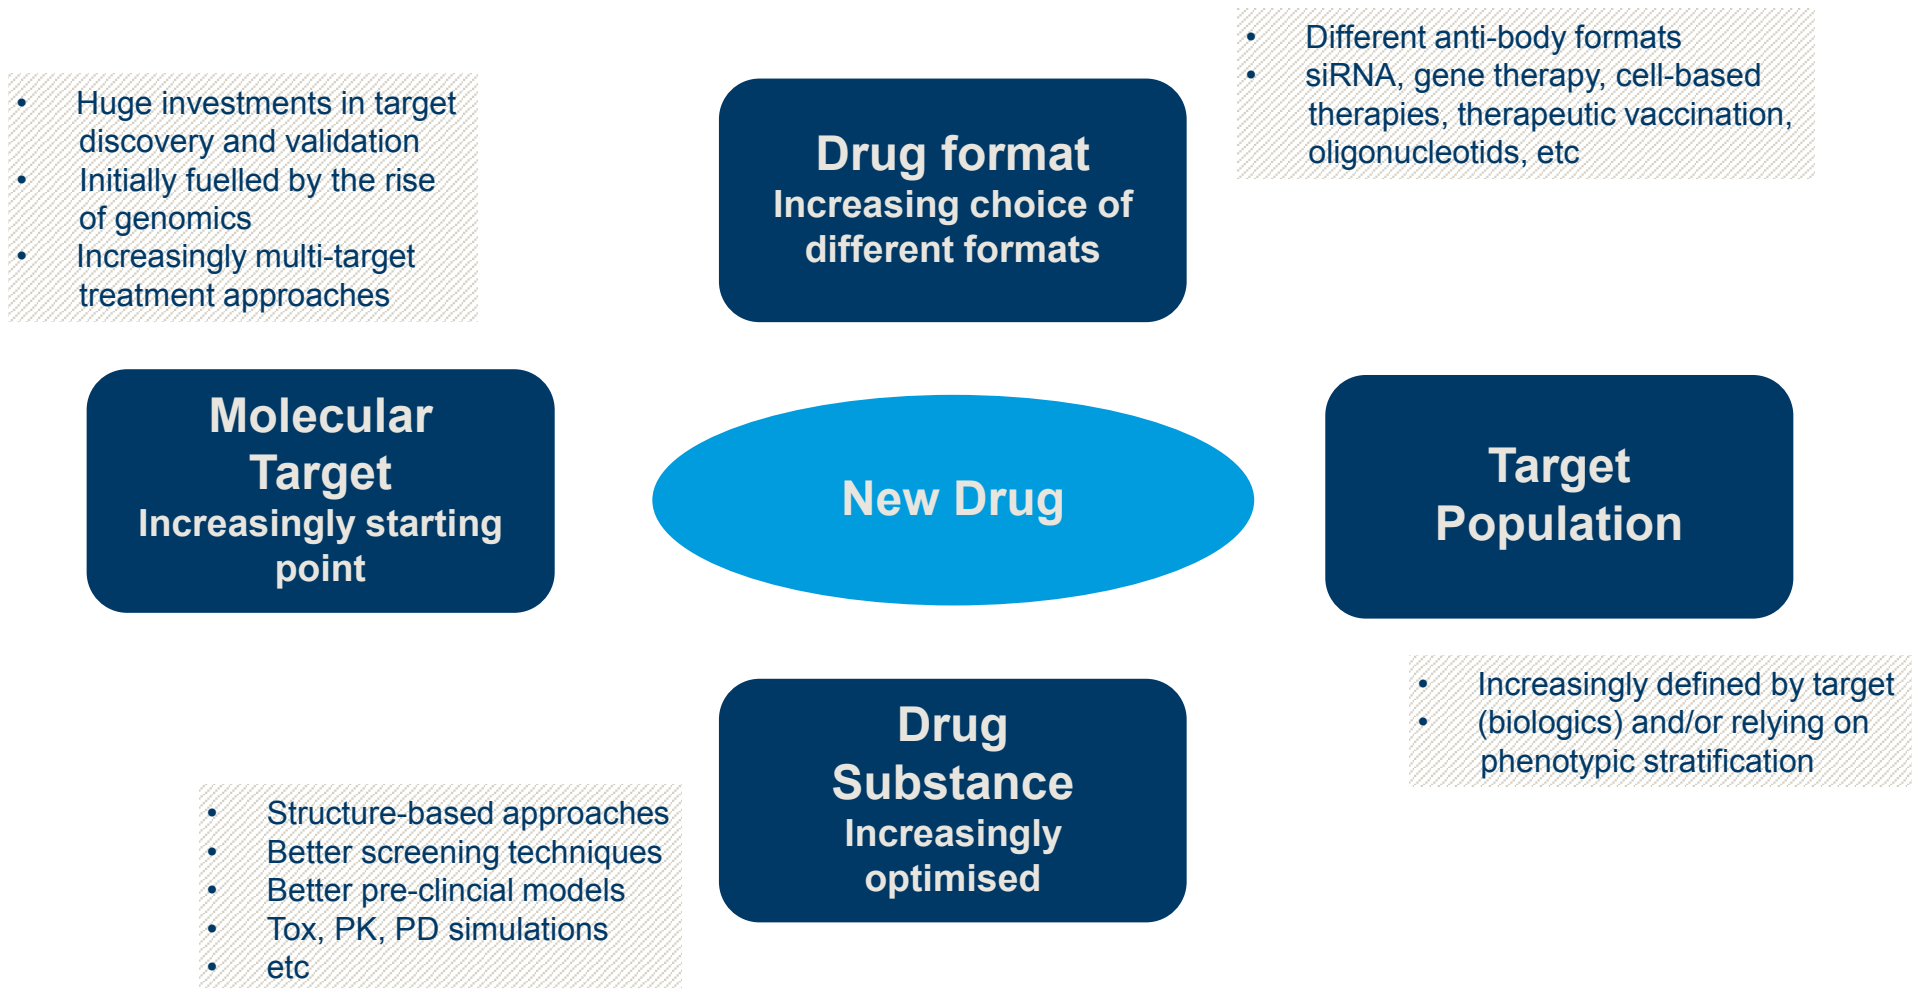 • Different anti-body formats
• siRNA, gene therapy, cell-based
therapies, therapeutic vaccination,
oligonucleotids, etc
• Huge investments in target
discovery and validation
• Initially fuelled by the rise
of genomics
• Increasingly multi-target
treatment approaches
Drug format
Increasing choice of
different formats
Molecular
Target
Increasingly starting
point
New Drug
Target
Population
• Increasingly defined by target
• (biologics) and/or relying on
phenotypic stratification
Drug
Substance
Increasingly
optimised
• Structure-based approaches
• Better screening techniques
• Better pre-clincial models
• Tox, PK, PD simulations
• etc